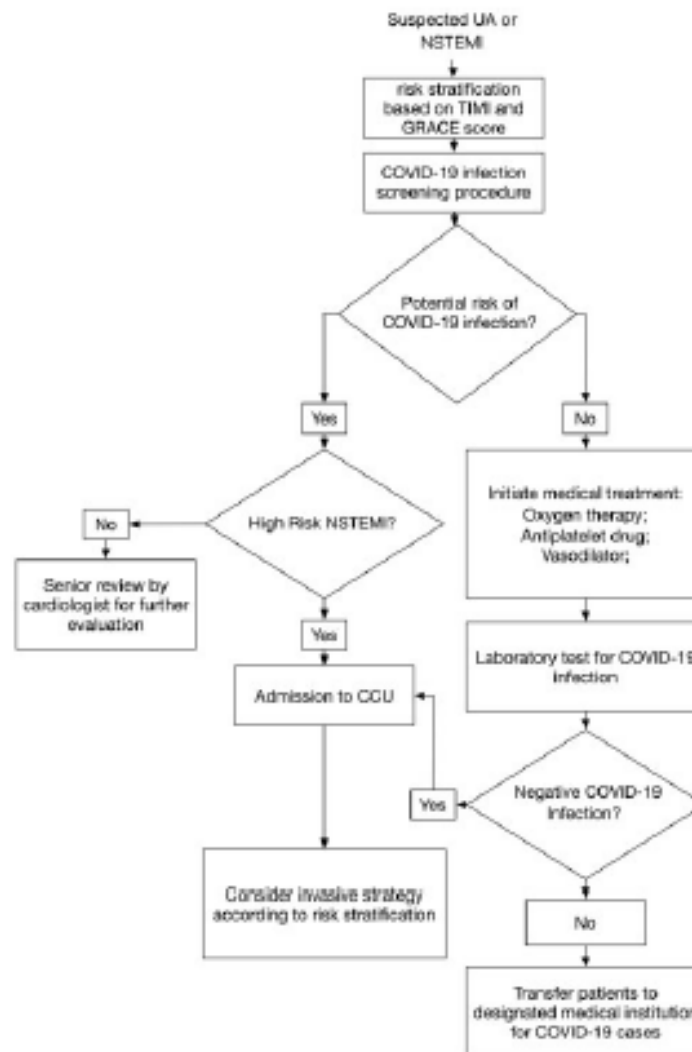 Suspected UA or
NSTEMI
risk stratification
based on TIMI and
GRACE score
COVID-19 infection
screening procedure
Potential risk of
COVID-19 infection?
Yes
No
High Risk NSTEMI?
No
Senior review by
cardiologist for further
evaluation
Yes
Admission to CCU
Consider invasive strategy
according to risk stratification
Initiate medical treatment:
Oxygen therapy;
Antiplatelet drug;
Vasodilator;
Laboratory test for COVID-19
infection
Negative COVID-19
Infection?
Yes
No
Transfer patients to
designated medical institution
for COVID-19 cases